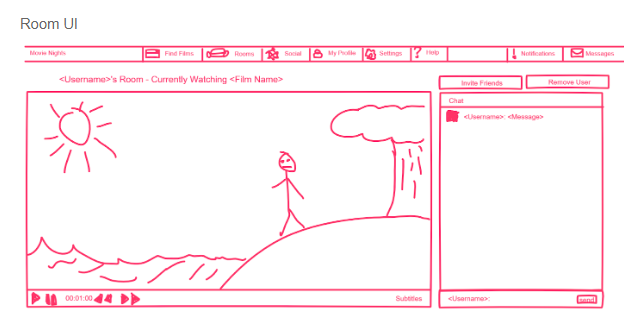 Room UI
Movie Nights Find Films Rooms Social My Profile Settings Help Notifications Messages
<Username>'s Room - Currently Watching <Film Name>
Invite Friends Remove User
Chat
<Username>: <Message>
00:01:00 Subtitles
<Username>: send